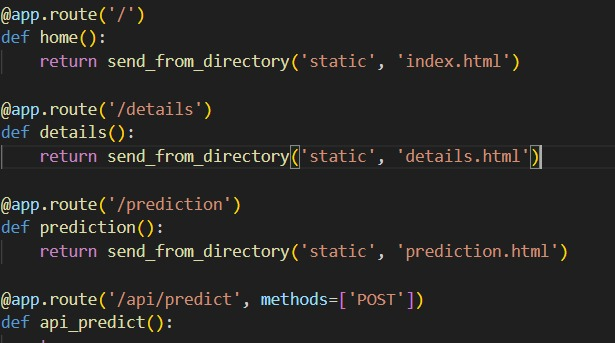 @app.route('/')
def home():
    return send_from_directory('static', 'index.html')
@app.route('/details')
def details():
    return send_from_directory('static', 'details.html')
@app.route('/prediction')
def prediction():
    return send_from_directory('static', 'prediction.html')
@app.route('/api/predict', methods=['POST'])
def api_predict():